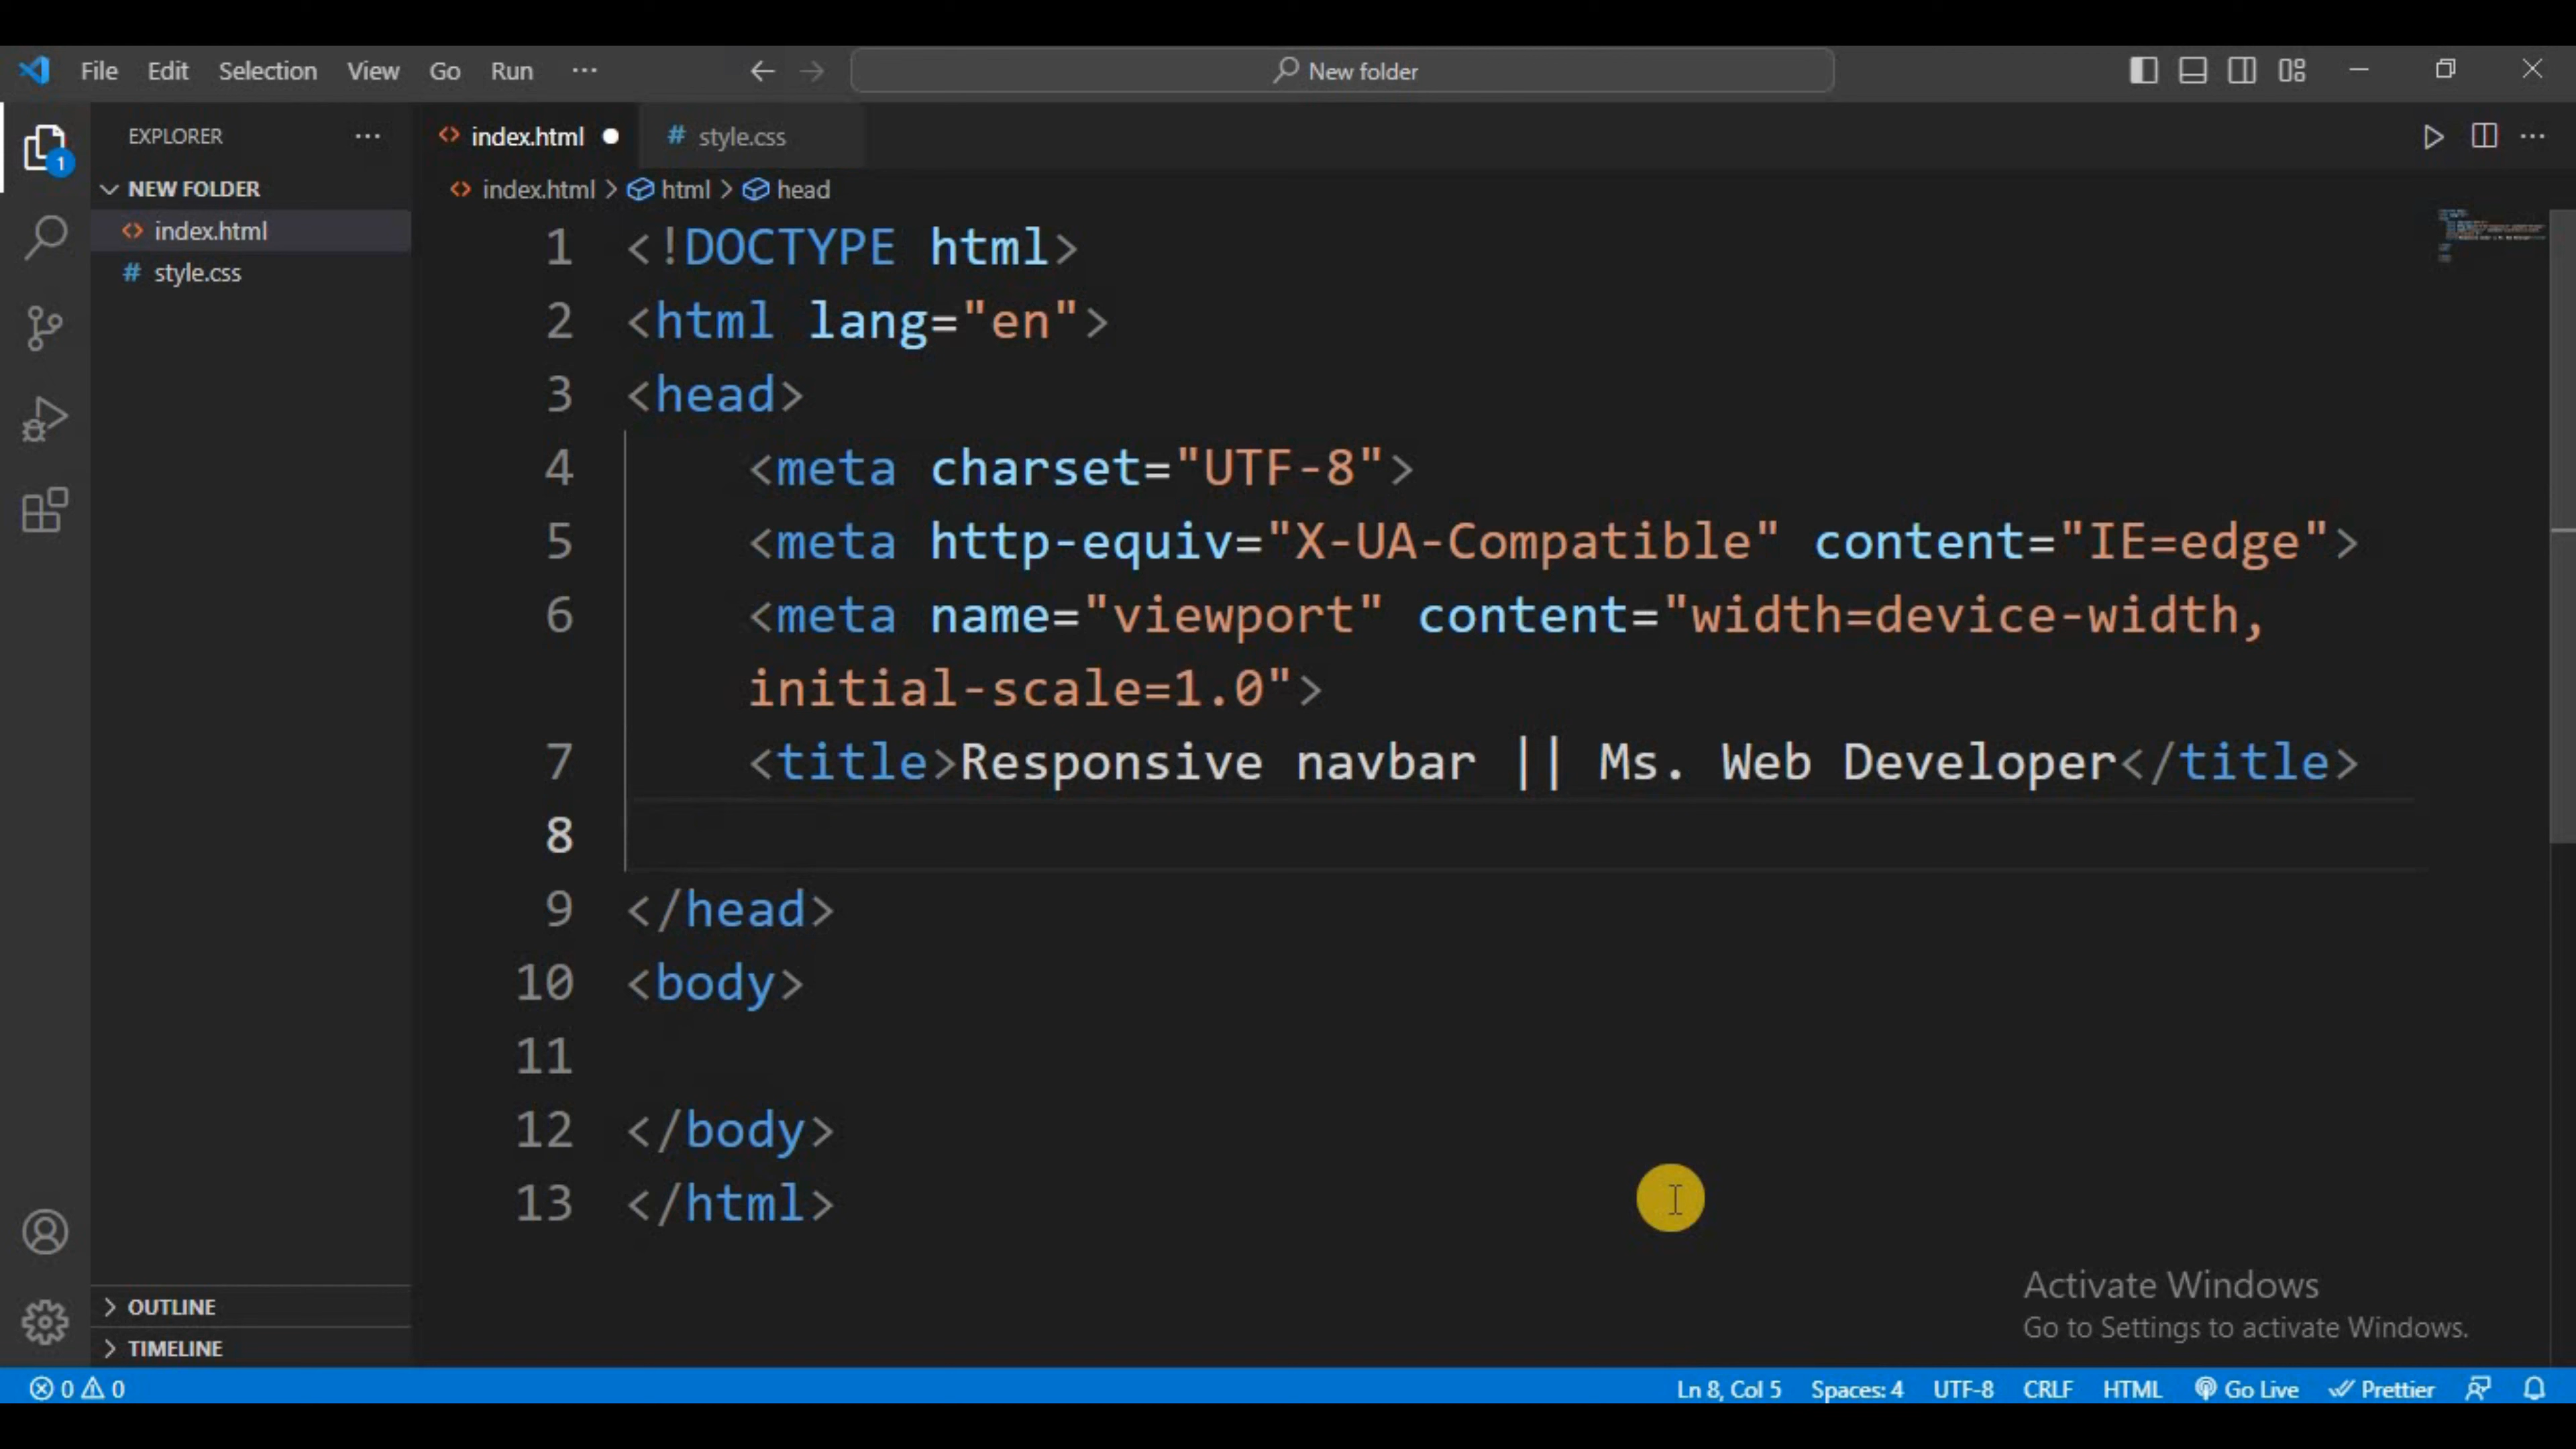 File Edit Selection View Go Run ··· New folder
EXPLORER ···
index.html
style.css
NEW FOLDER
index.html
style.css
index.html > html > head
1 <!DOCTYPE html>
2 <html lang="en">
3 <head>
4 <meta charset="UTF-8">
5 <meta http-equiv="X-UA-Compatible" content="IE=edge">
6 <meta name="viewport" content="width=device-width,
initial-scale=1.0">
7 <title>Responsive navbar || Ms. Web Developer</title>
8
9 </head>
10 <body>
11
12 </body>
13 </html>
1
OUTLINE
TIMELINE
Activate Windows
Go to Settings to activate Windows.
0 0 Ln 8, Col 5 Spaces: 4 UTF-8 CRLF HTML Go Live Prettier